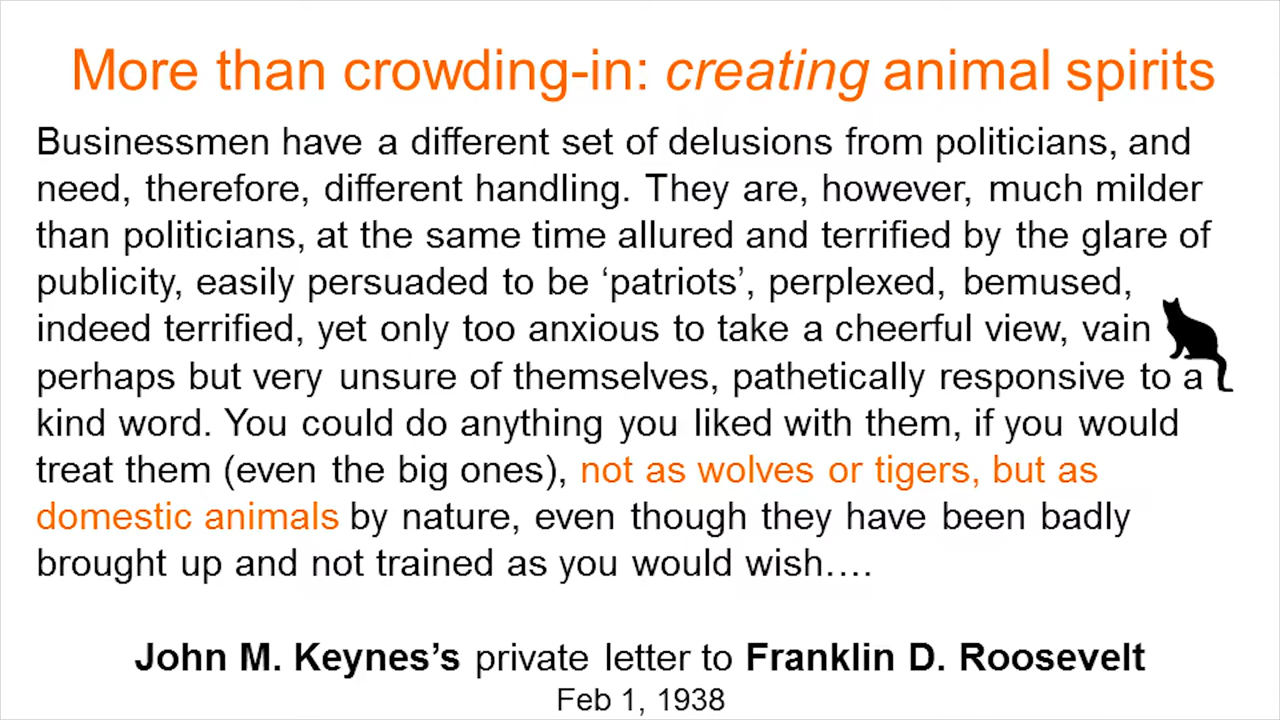 More than crowding-in: creating animal spirits
Businessmen have a different set of delusions from politicians, and
need, therefore, different handling. They are, however, much milder
than politicians, at the same time allured and terrified by the glare of
publicity, easily persuaded to be ‘patriots’, perplexed, bemused,
indeed terrified, yet only too anxious to take a cheerful view, vain
perhaps but very unsure of themselves, pathetically responsive to a
kind word. You could do anything you liked with them, if you would
treat them (even the big ones), not as wolves or tigers, but as
domestic animals by nature, even though they have been badly
brought up and not trained as you would wish….
John M. Keynes’s private letter to Franklin D. Roosevelt
Feb 1, 1938